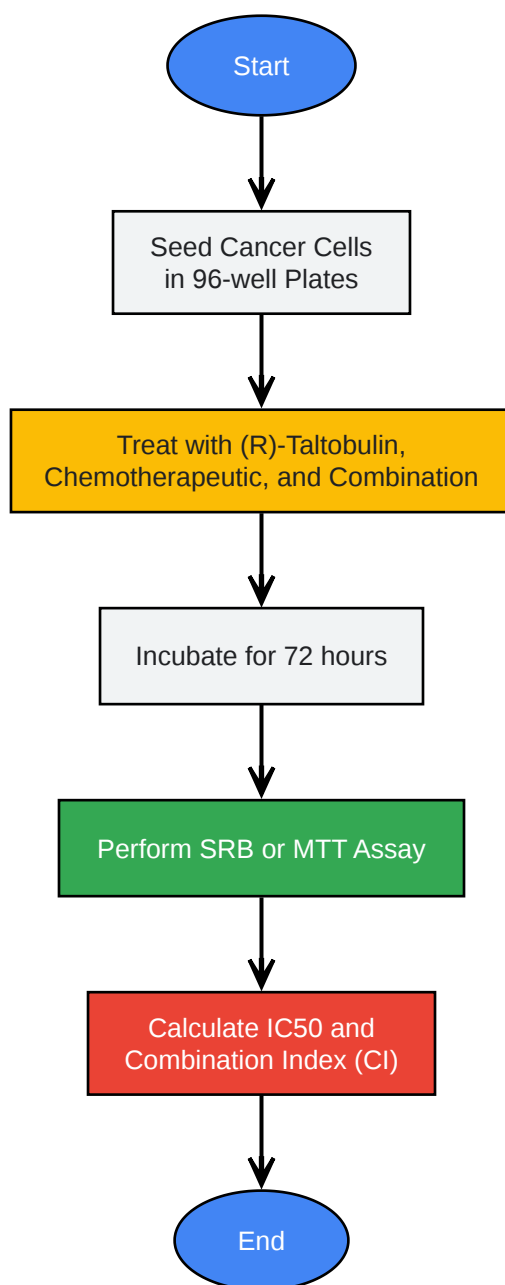 Start
Seed Cancer Cells
in 96-well Plates
Treat with (R)-Taltobulin,
Chemotherapeutic, and Combination
Incubate for 72 hours
Perform SRB or MTT Assay
Calculate IC50 and
Combination Index (CI)
End